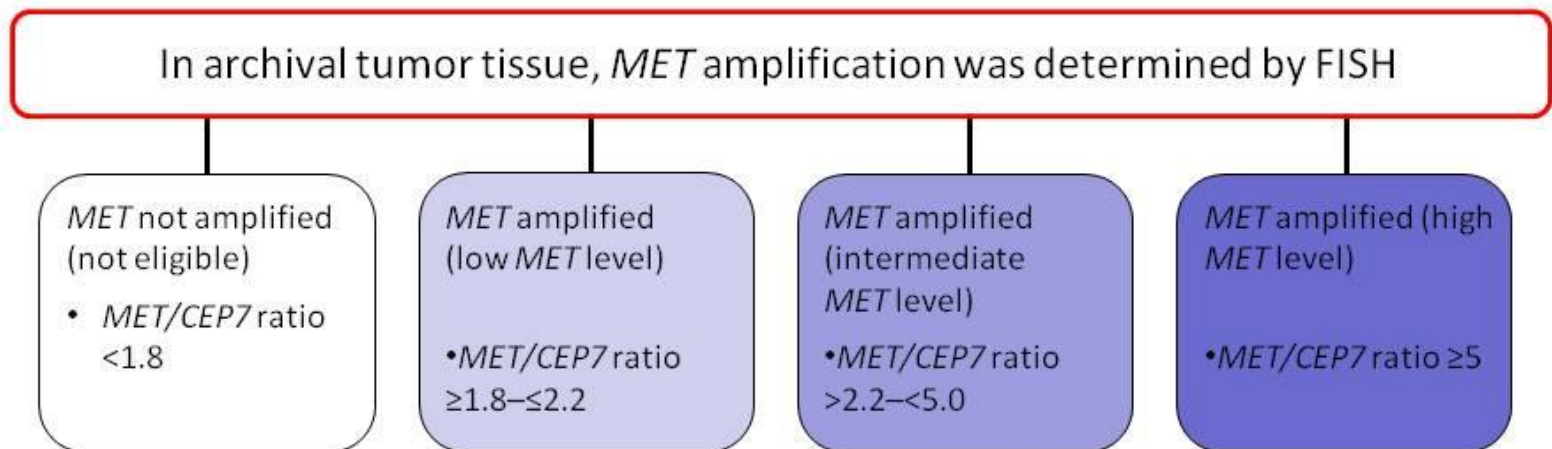 In archival tumor tissue, MET amplification was determined by FISH
MET not amplified
(not eligible)
• MET/CEP7 ratio
<1.8
MET amplified
(low MET level)
•MET/CEP7 ratio
≥1.8–≤2.2
MET amplified
(intermediate
MET level)
•MET/CEP7 ratio
>2.2–<5.0
MET amplified (high
MET level)
•MET/CEP7 ratio ≥5